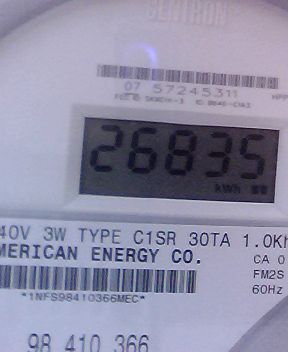 CENTRON
07 57245311
26835
kWh
40V 3W TYPE C1SR 30TA 1.0Kh
MERICAN ENERGY CO.
CA 0
FM2S
60Hz
*1NFS98410366MEC*
98 410 366